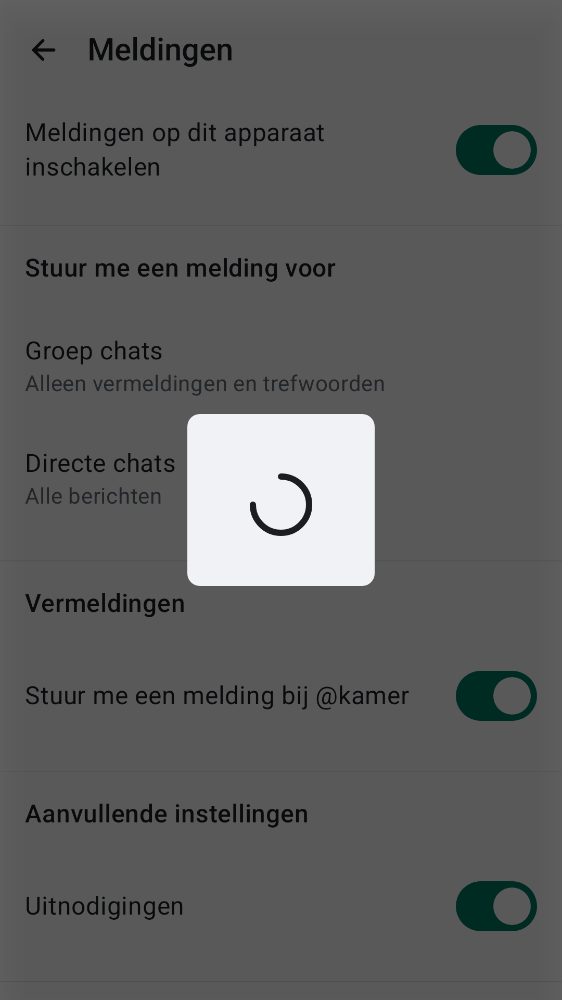 Meldingen
Meldingen op dit apparaat
inschakelen
Stuur me een melding voor
Groep chats
Alleen vermeldingen en trefwoorden
Directe chats
Alle berichten
Vermeldingen
Stuur me een melding bij @kamer
Aanvullende instellingen
Uitnodigingen